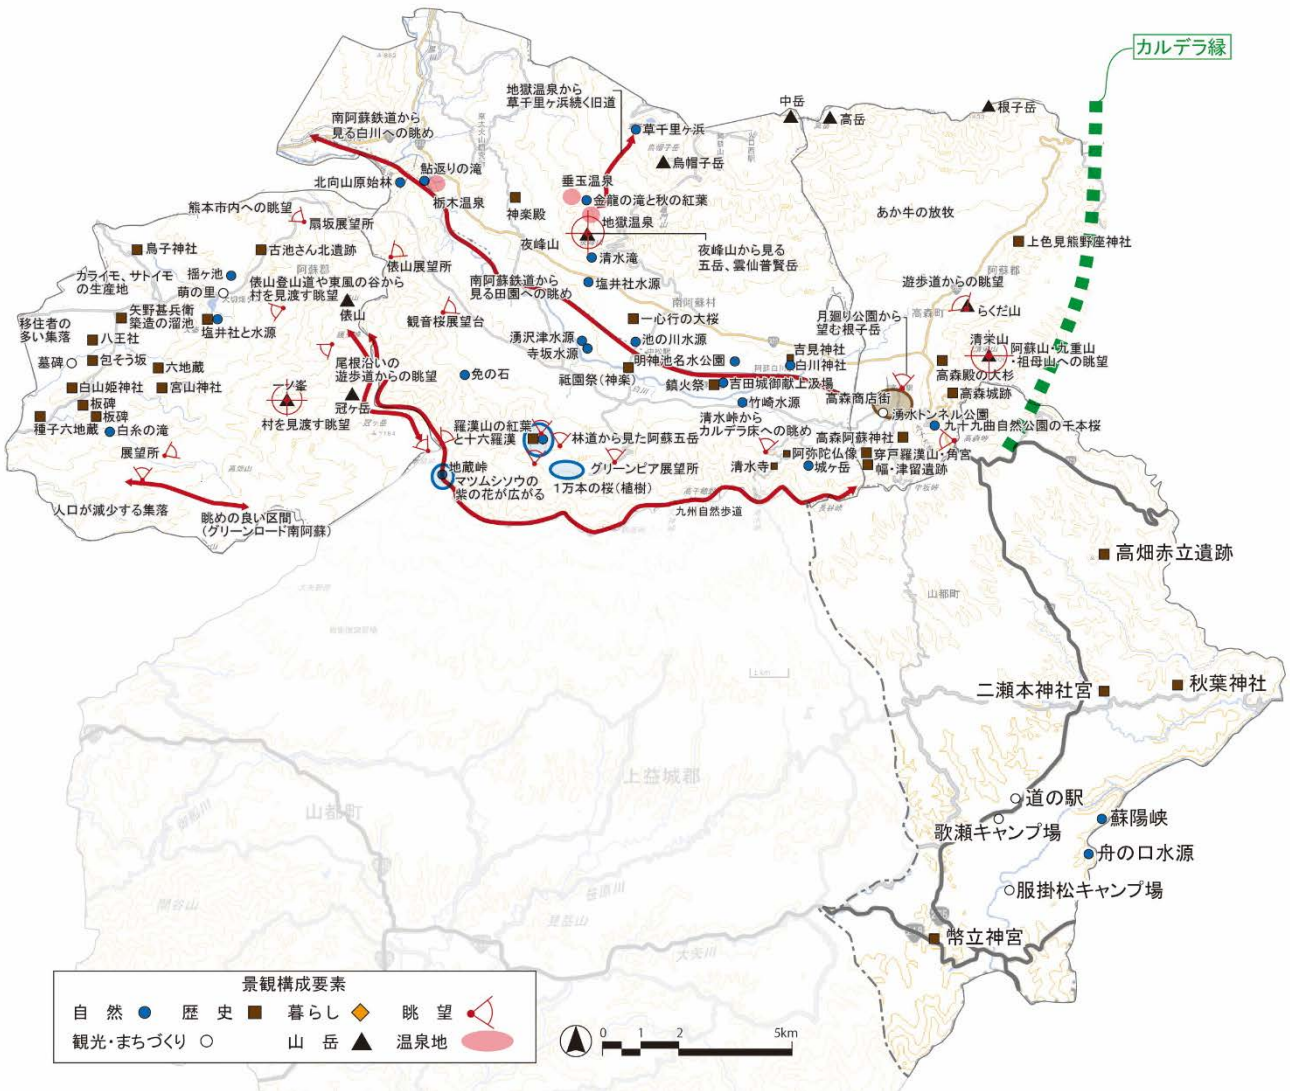 カルデラ縁
中岳
高岳
根子岳
地獄温泉から
草千里ヶ浜続く旧道
南阿蘇鉄道から
見る白川への眺め
草千里ヶ浜
烏帽子岳
鮎返りの滝
北向山原始林
栃木温泉
垂玉温泉
金龍の滝と秋の紅葉
地獄温泉
神楽殿
夜峰山
夜峰山から見る
五岳、雲仙普賢岳
あか牛の放牧
上色見熊野座神社
熊本市内への眺望
扇坂展望所
鳥子神社
古池さん北遺跡
俵山展望所
清水滝
阿蘇郡
阿蘇郡
カライモ、サトイモ
の生産地
揺ヶ池
萌の里
俵山登山道や東風の谷から
村を見渡す眺望
俵山
南阿蘇鉄道から
見る田園への眺め
塩井社水源
遊歩道からの眺望
南阿蘇村
高森町
らくだ山
月廻り公園から
望む根子岳
矢野甚兵衛
築造の溜池
塩井社と水源
観音桜展望台
一心行の大桜
移住者の
多い集落
八王社
墓碑
包そう坂
六地蔵
尾根沿いの
遊歩道からの眺望
湧沢津水源
寺坂水源
池の川水源
明神池名水公園
吉見神社
白川神社
清栄山
阿蘇山・九重山
・祖母山への眺望
高森殿の大杉
白山姫神社
宮山神社
一ノ峯
村を見渡す眺望
冠ヶ岳
免の石
祇園祭(神楽)
鎮火祭
吉田城御献上汲場
高森商店街
高森城跡
板碑
板碑
種子六地蔵
白糸の滝
竹崎水源
湧水トンネル公園
九十九曲自然公園の千本桜
羅漢山の紅葉
と十六羅漢
林道から見た阿蘇五岳
清水峠から
カルデラ床への眺め
高森阿蘇神社
展望所
グリーンピア展望所
阿弥陀仏像
穿戸羅漢山・角宮
清水寺
城ヶ岳
幅・津留遺跡
地蔵峠
マツムシソウの
紫の花が広がる
1万本の桜(植樹)
人口が減少する集落
眺めの良い区間
(グリーンロード南阿蘇)
九州自然歩道
高畑赤立遺跡
山都町
二瀬本神社宮
秋葉神社
上益城郡
山都町
道の駅
歌瀬キャンプ場
蘇陽峡
舟の口水源
服掛松キャンプ場
幣立神宮
景観構成要素
自然 歴史 暮らし 眺望
観光・まちづくり 山岳 温泉地
0 1 2 5km